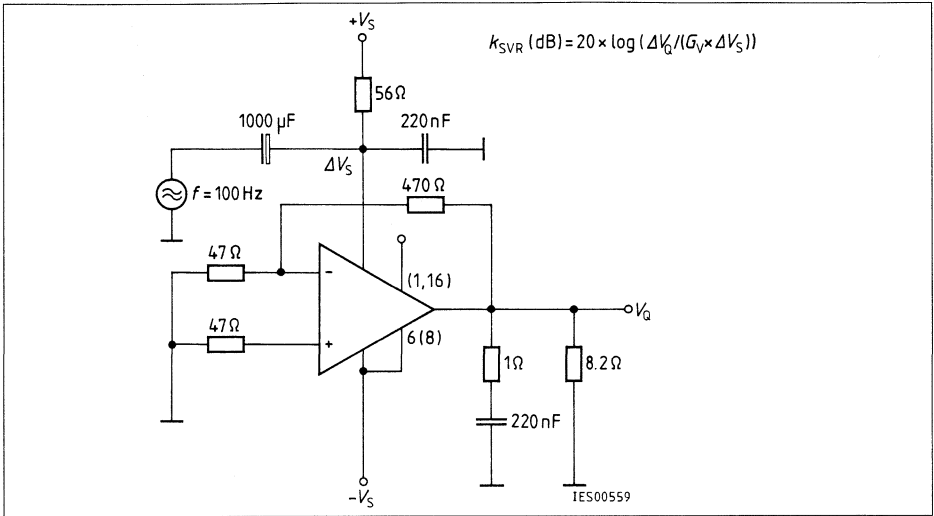 +V_S
k_SVR (dB) = 20 × log (ΔV_Q/(G_V × ΔV_S))
56Ω
1000 μF
220 nF
ΔV_S
f = 100 Hz
470 Ω
47Ω
−
(1,16)
47Ω
+
6(8)
V_Q
1Ω
8.2Ω
220 nF
−V_S
IES00559